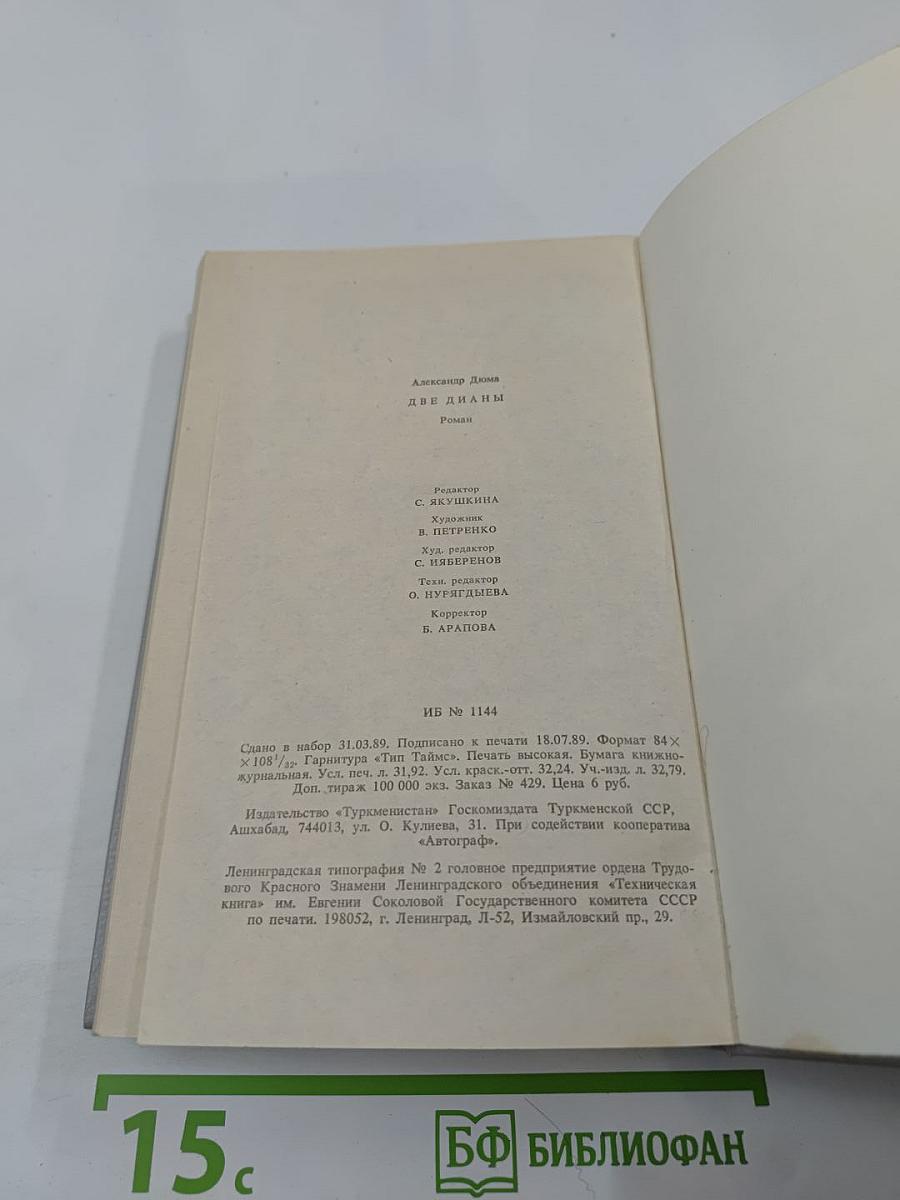 Александр Дюма
ДВЕ ДИАНЫ
Роман
Редактор
С. ЯКУШКИНА
Художник
В. ПЕТРЕНКО
Худ. редактор
С. ИЯБЕРЕНОВ
Техн. редактор
О. НУРЯГДЫЕВА
Корректор
Б. АРАПОВА
ИБ № 1144
Сдано в набор 31.03.89. Подписано к печати 18.07.89. Формат 84×
×108¹/₃₂. Гарнитура «Тип Таймс». Печать высокая. Бумага книжно-
журнальная. Усл. печ. л. 31,92. Усл. краск.-отт. 32,24. Уч.-изд. л. 32,79.
Доп. тираж 100 000 экз. Заказ № 429. Цена 6 руб.
Издательство «Туркменистан» Госкомиздата Туркменской ССР,
Ашхабад, 744013, ул. О. Кулиева, 31. При содействии кооператива
«Автограф».
Ленинградская типография № 2 головное предприятие ордена Трудо-
вого Красного Знамени Ленинградского объединения «Техническая
книга» им. Евгении Соколовой Государственного комитета СССР
по печати. 198052, г. Ленинград, Л-52, Измайловский пр., 29.
15 с
БФ БИБЛИОФАН